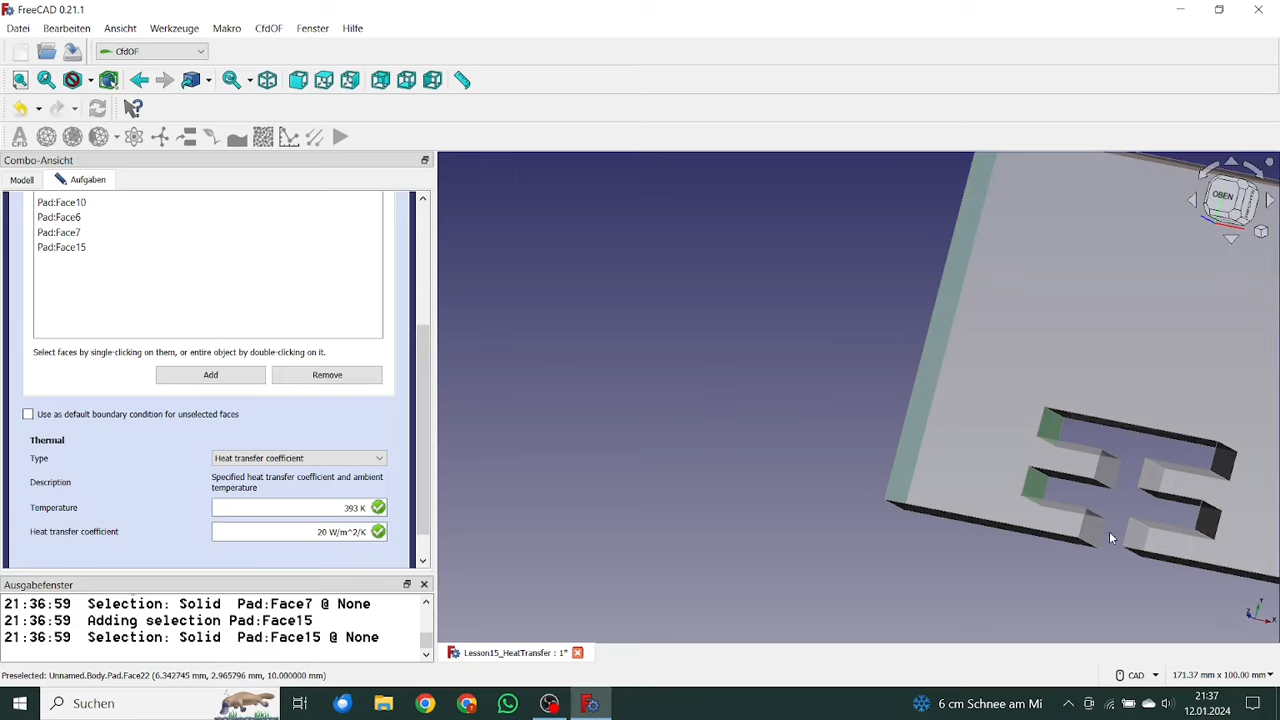 FreeCAD 0.21.1
Datei Bearbeiten Ansicht Werkzeuge Makro CfdOF Fenster Hilfe
CfdOF
Combo-Ansicht
Modell Aufgaben
Pad:Face10
Pad:Face6
Pad:Face7
Pad:Face15
Select faces by single-clicking on them, or entire object by double-clicking on it.
Add Remove
Use as default boundary condition for unselected faces
Thermal
Type Heat transfer coefficient
Description Specified heat transfer coefficient and ambient
temperature
Temperature 393 K
Heat transfer coefficient 20 W/m^2/K
Ausgabefenster
21:36:59 Selection: Solid Pad:Face7 @ None
21:36:59 Adding selection Pad:Face15
21:36:59 Selection: Solid Pad:Face15 @ None
OBEN
Y
Z X
Lesson15_HeatTransfer : 1*
Preselected: Unnamed.Body.Pad.Face22 (6.342745 mm, 2.965796 mm, 10.000000 mm)
CAD 171.37 mm x 100.00 mm
Suchen
6 cm Schnee am Mi
21:37
12.01.2024